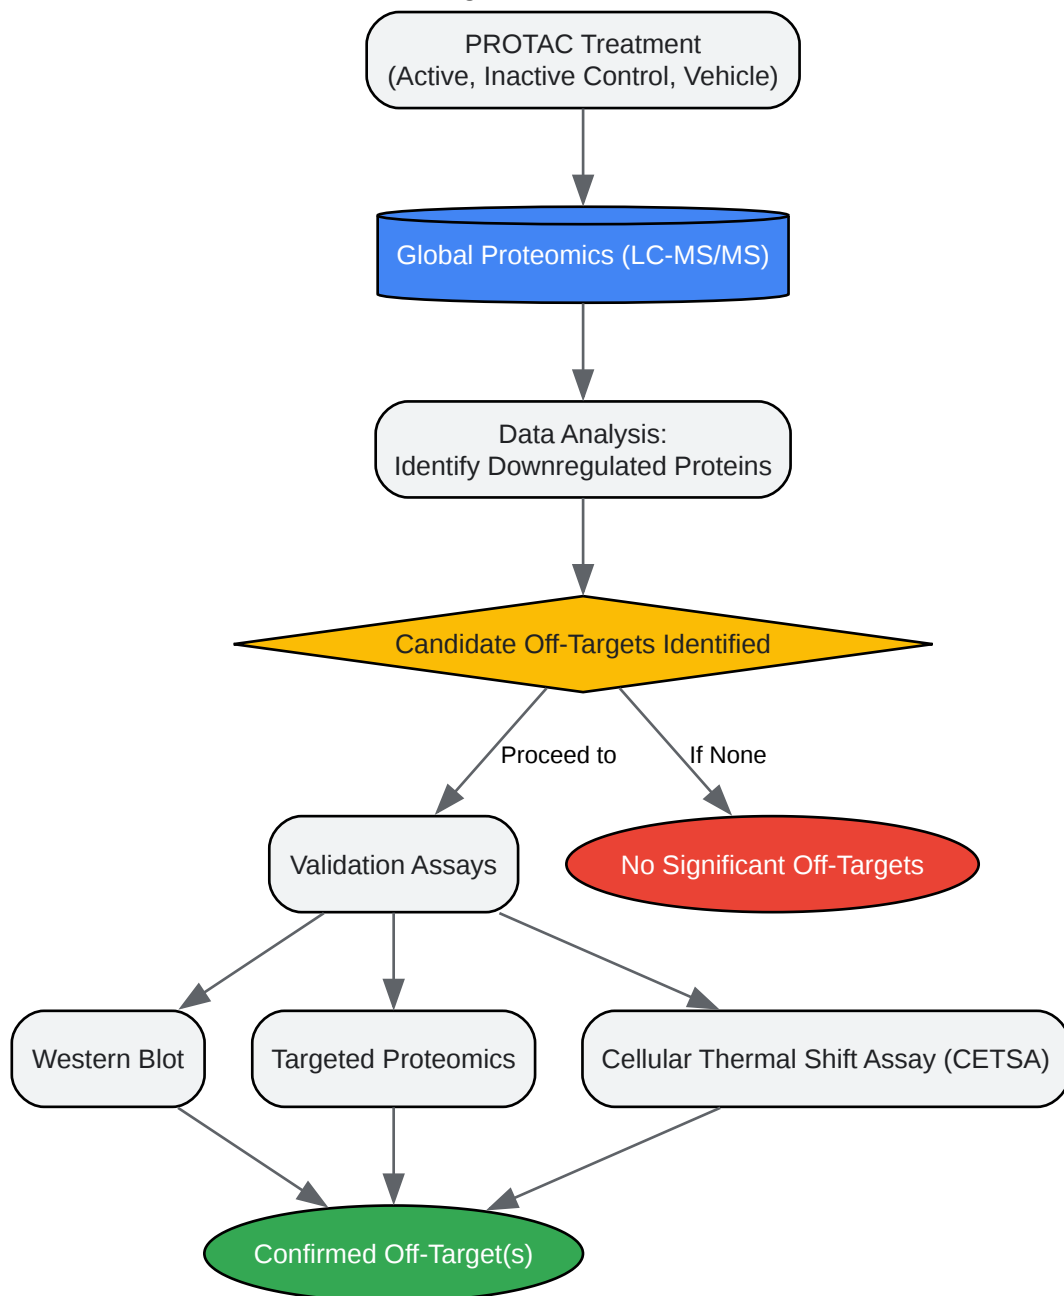 PROTAC Treatment
(Active, Inactive Control, Vehicle)
Global Proteomics (LC-MS/MS)
Data Analysis:
Identify Downregulated Proteins
Candidate Off-Targets Identified
Proceed to
If None
Validation Assays
No Significant Off-Targets
Western Blot
Targeted Proteomics
Cellular Thermal Shift Assay (CETSA)
Confirmed Off-Target(s)